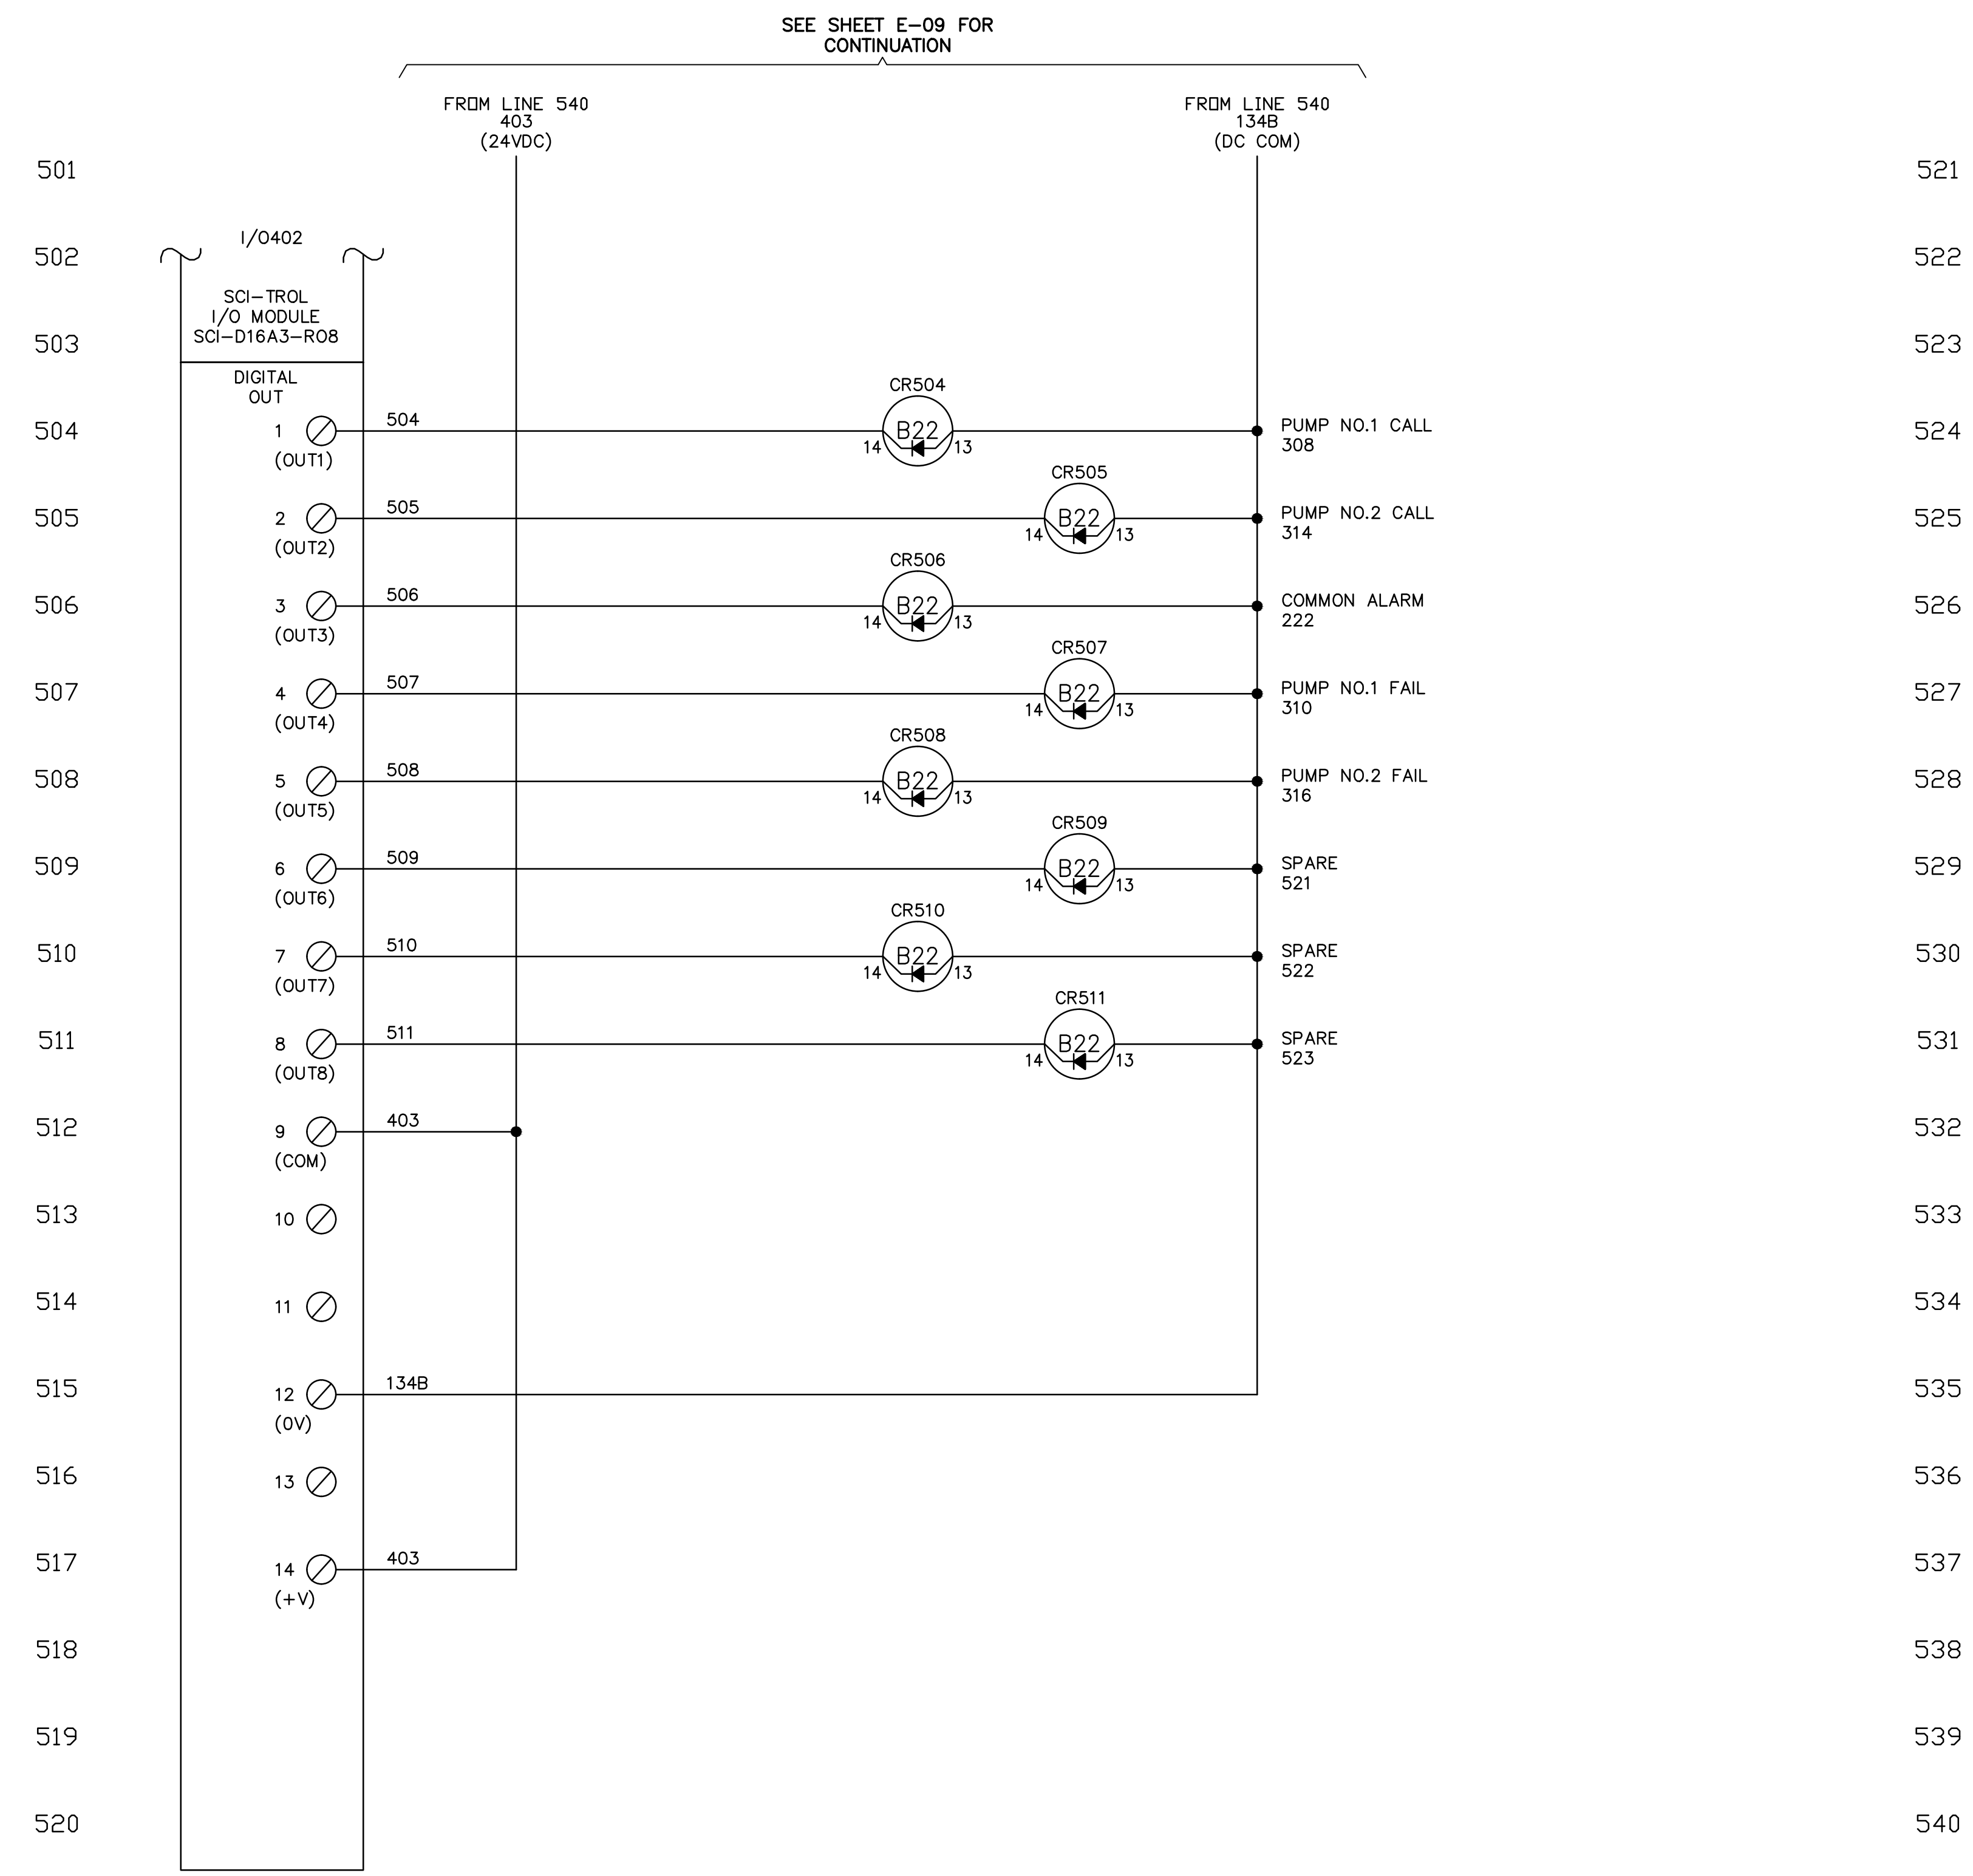 SEE SHEET E-09 FOR
CONTINUATION
FROM LINE 540
403
(24VDC)
FROM LINE 540
134B
(DC COM)
501
521
502
I/O402
522
SCI-TROL
I/O MODULE
SCI-D16A3-RO8
503
523
DIGITAL
OUT
504
1
(OUT1)
504
CR504
B22
14
13
PUMP NO.1 CALL
308
524
505
2
(OUT2)
505
CR505
B22
14
13
PUMP NO.2 CALL
314
525
506
3
(OUT3)
506
CR506
B22
14
13
COMMON ALARM
222
526
507
4
(OUT4)
507
CR507
B22
14
13
PUMP NO.1 FAIL
310
527
508
5
(OUT5)
508
CR508
B22
14
13
PUMP NO.2 FAIL
316
528
509
6
(OUT6)
509
CR509
B22
14
13
SPARE
521
529
510
7
(OUT7)
510
CR510
B22
14
13
SPARE
522
530
511
8
(OUT8)
511
CR511
B22
14
13
SPARE
523
531
512
9
(COM)
403
532
513
10
533
514
11
534
515
12
(0V)
134B
535
516
13
536
517
14
(+V)
403
537
518
538
519
539
520
540